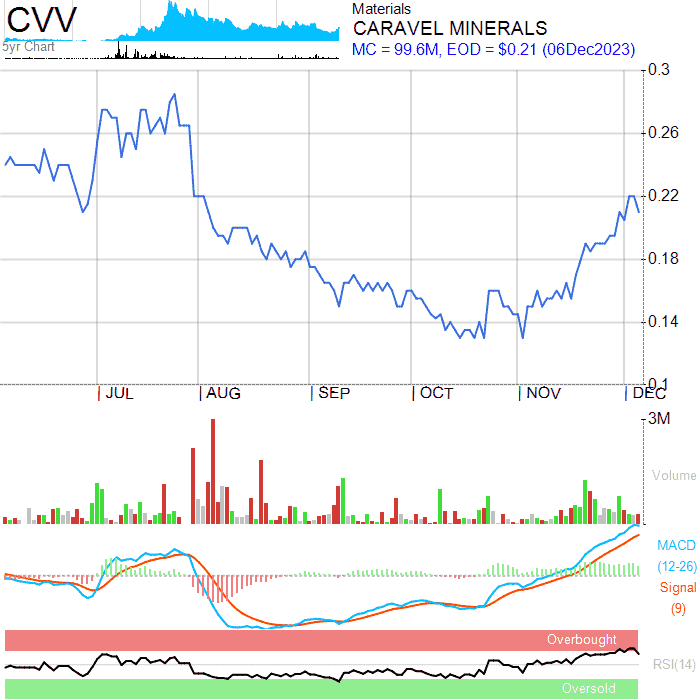 CVV
5yr Chart
Materials
CARAVEL MINERALS
MC = 99.6M, EOD = $0.21 (06Dec2023)
0.3
0.26
0.22
0.18
0.14
0.1
JUL AUG SEP OCT NOV DEC
3M
Volume
MACD
(12-26)
Signal
(9)
Overbought
RSI(14)
Oversold